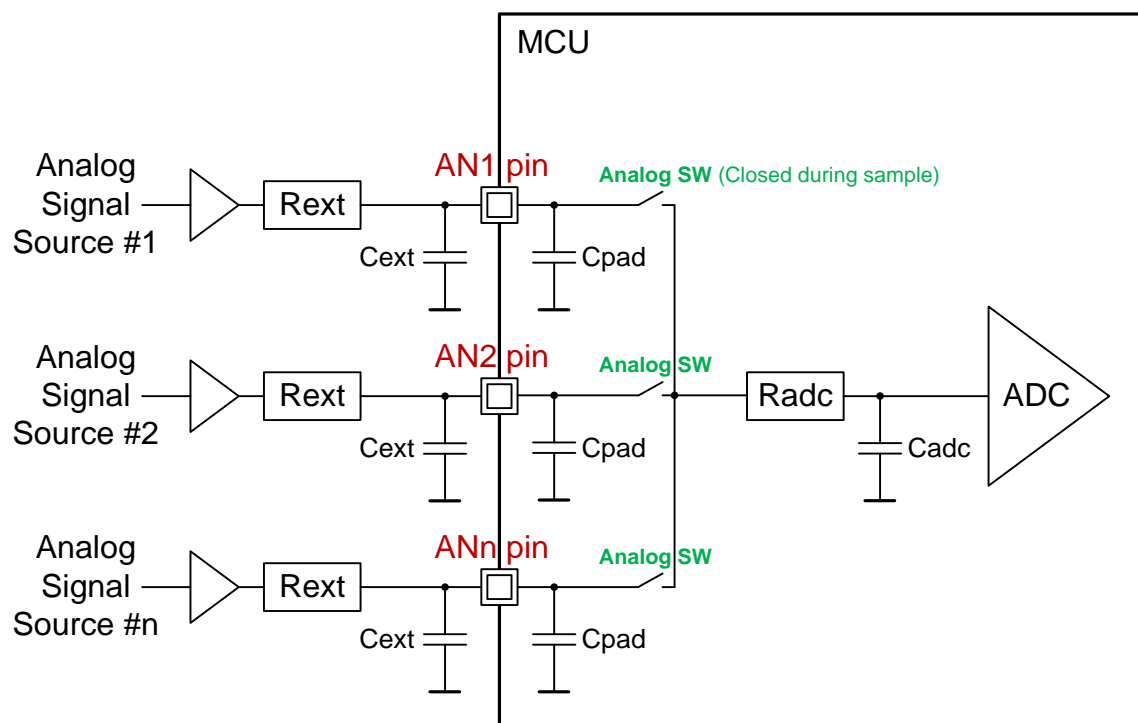 MCU
Analog
Signal
Source #1
Rext
Cext
AN1 pin
Cpad
Analog SW (Closed during sample)
Analog
Signal
Source #2
Rext
Cext
AN2 pin
Cpad
Analog SW
Radc
Cadc
ADC
Analog
Signal
Source #n
Rext
Cext
ANn pin
Cpad
Analog SW